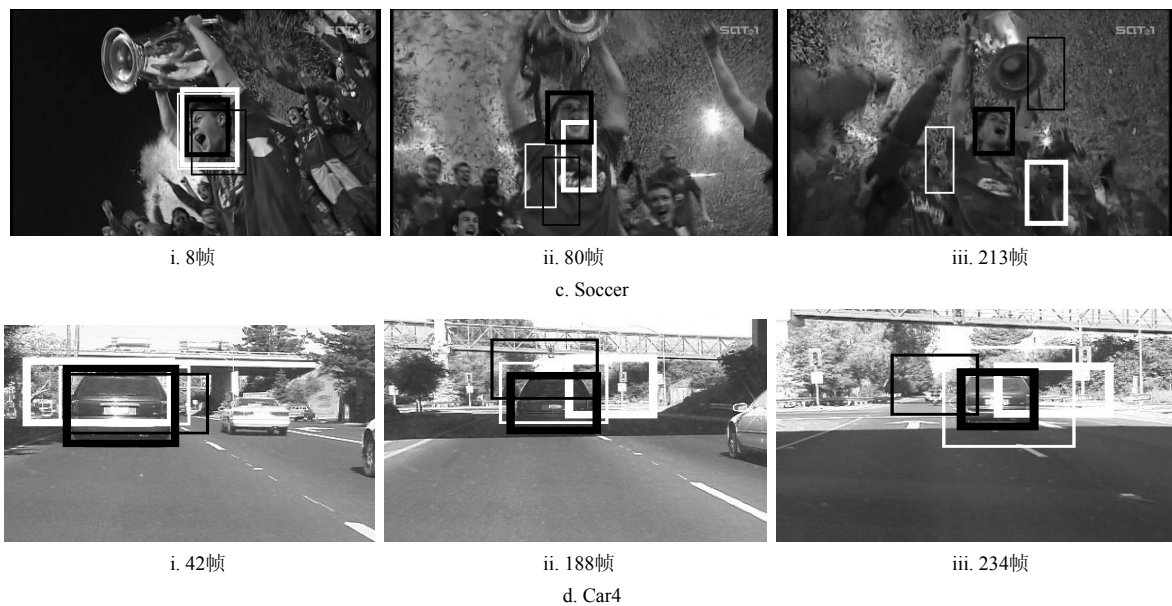 SAT.1
SAT.1
SAT.1
i. 8帧
ii. 80帧
iii. 213帧
c. Soccer
i. 42帧
ii. 188帧
iii. 234帧
d. Car4